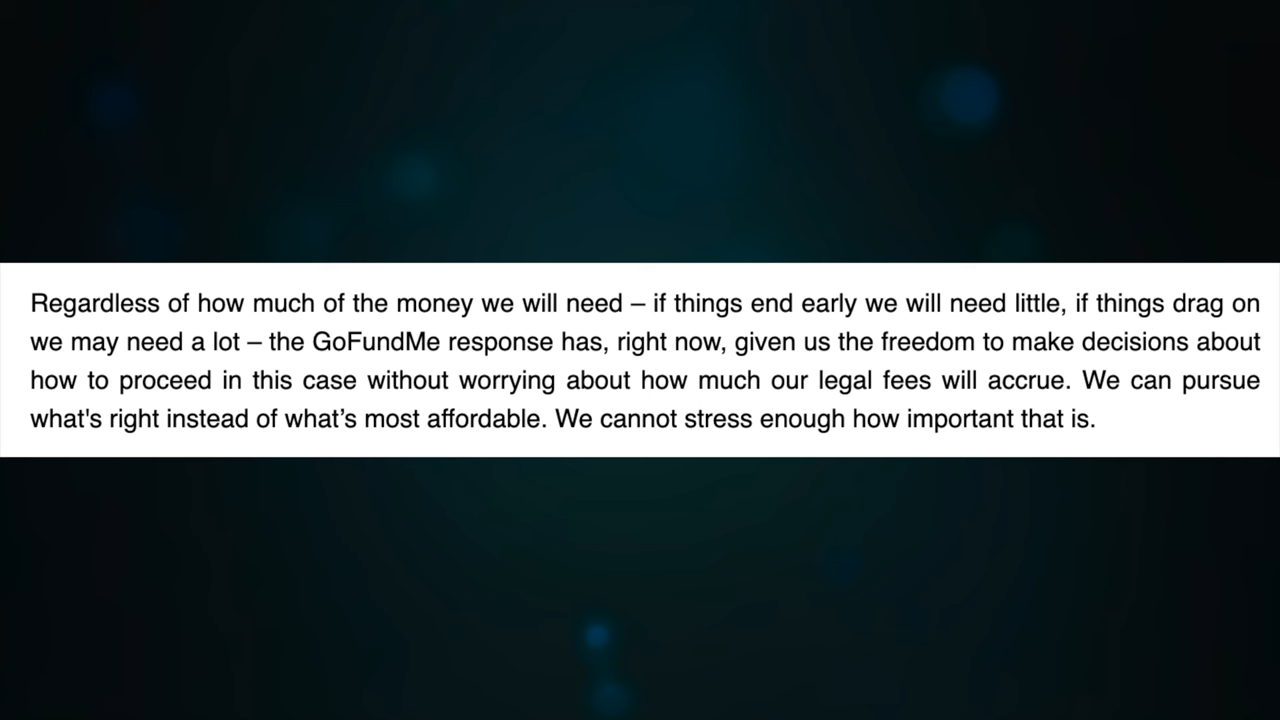 Regardless of how much of the money we will need – if things end early we will need little, if things drag on
we may need a lot – the GoFundMe response has, right now, given us the freedom to make decisions about
how to proceed in this case without worrying about how much our legal fees will accrue. We can pursue
what's right instead of what’s most affordable. We cannot stress enough how important that is.